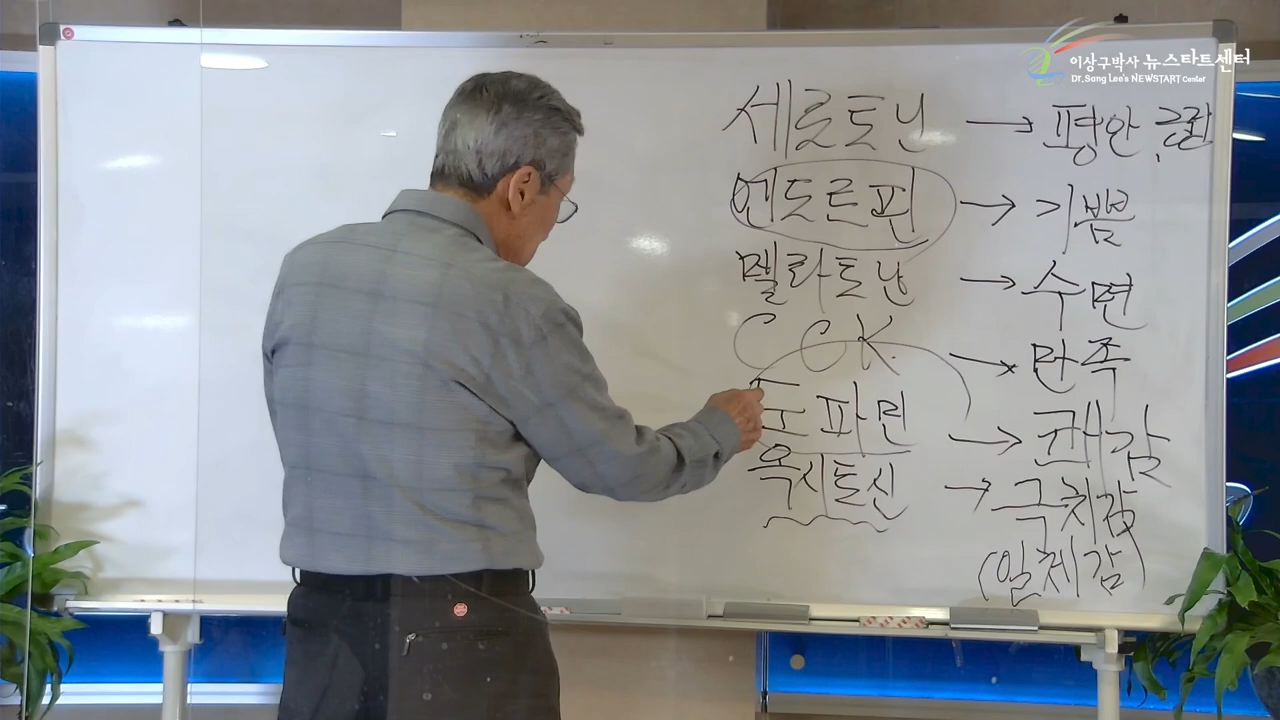 이상구박사 뉴스타트센터
Dr. Sang Lee's NEWSTART Center
세로토닌 → 평안,
엔도르핀 → 기쁨
멜라토닌 → 수면
CCK. → 만족
도파민 → 쾌감
옥시토신 → 극치감
(일체감)